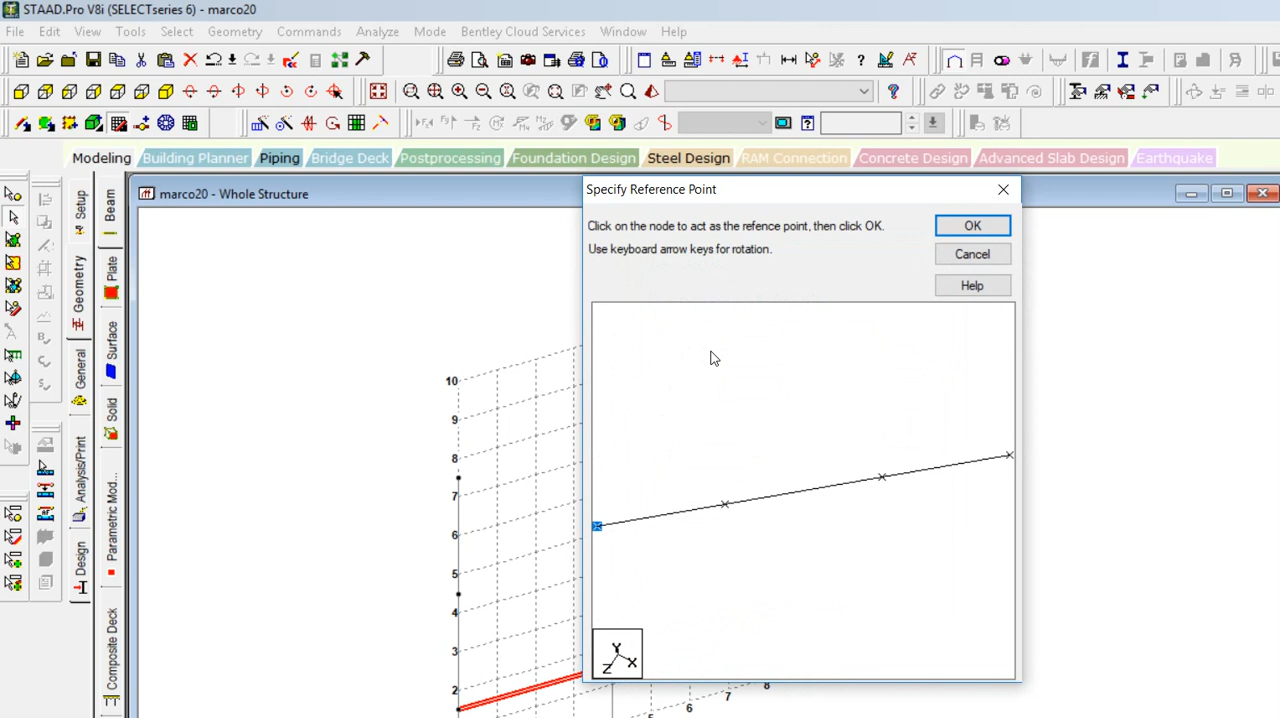 STAAD.Pro V8i (SELECTseries 6) - marco20
File Edit View Tools Select Geometry Commands Analyze Mode Bentley Cloud Services Window Help
Modeling Building Planner Piping Bridge Deck Postprocessing Foundation Design Steel Design RAM Connection Concrete Design Advanced Slab Design Earthquake
marco20 - Whole Structure
Setup
Geometry
General
Analysis/Print
Design
Beam
Plate
Surface
Solid
Parametric Mod...
Composite Deck
Specify Reference Point
Click on the node to act as the refence point, then click OK.
Use keyboard arrow keys for rotation.
OK
Cancel
Help
10
9
8
7
6
5
4
3
2
8
7
6
5
Y
Z X